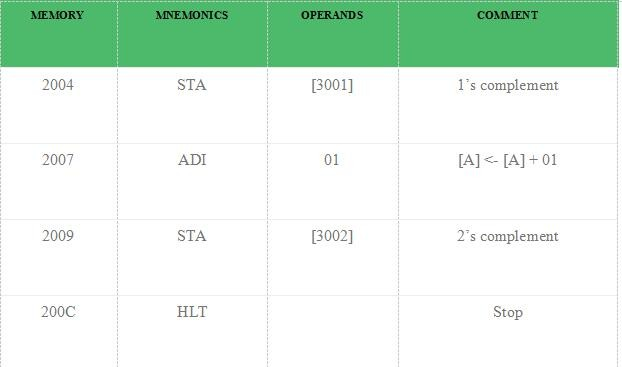 MEMORY MNEMONICS OPERANDS COMMENT
2004 STA [3001] 1’s complement
2007 ADI 01 [A] <- [A] + 01
2009 STA [3002] 2’s complement
200C HLT Stop